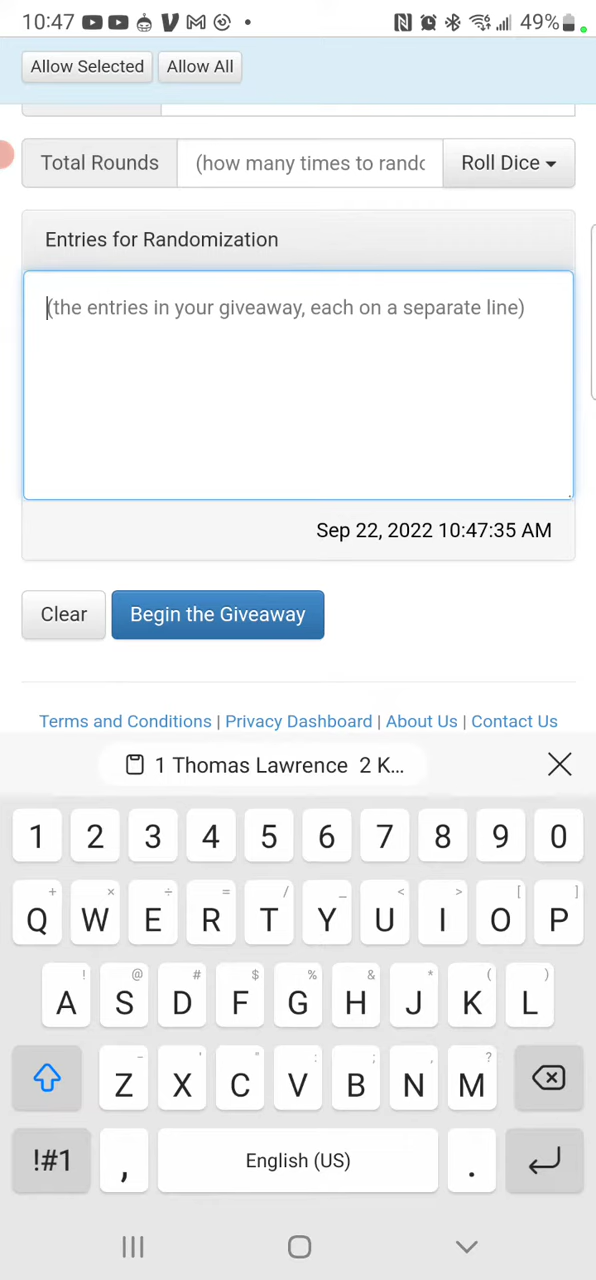 10:47 49%
Allow Selected Allow All
Total Rounds (how many times to rando Roll Dice
Entries for Randomization
(the entries in your giveaway, each on a separate line)
Sep 22, 2022 10:47:35 AM
Clear Begin the Giveaway
Terms and Conditions | Privacy Dashboard | About Us | Contact Us
1 Thomas Lawrence 2 K...
1 2 3 4 5 6 7 8 9 0
+ × ÷ = / _ < > [ ]
Q W E R T Y U I O P
! @ # $ % & * ( )
A S D F G H J K L
- ' " : ; , ?
Z X C V B N M
!#1 , English (US) .